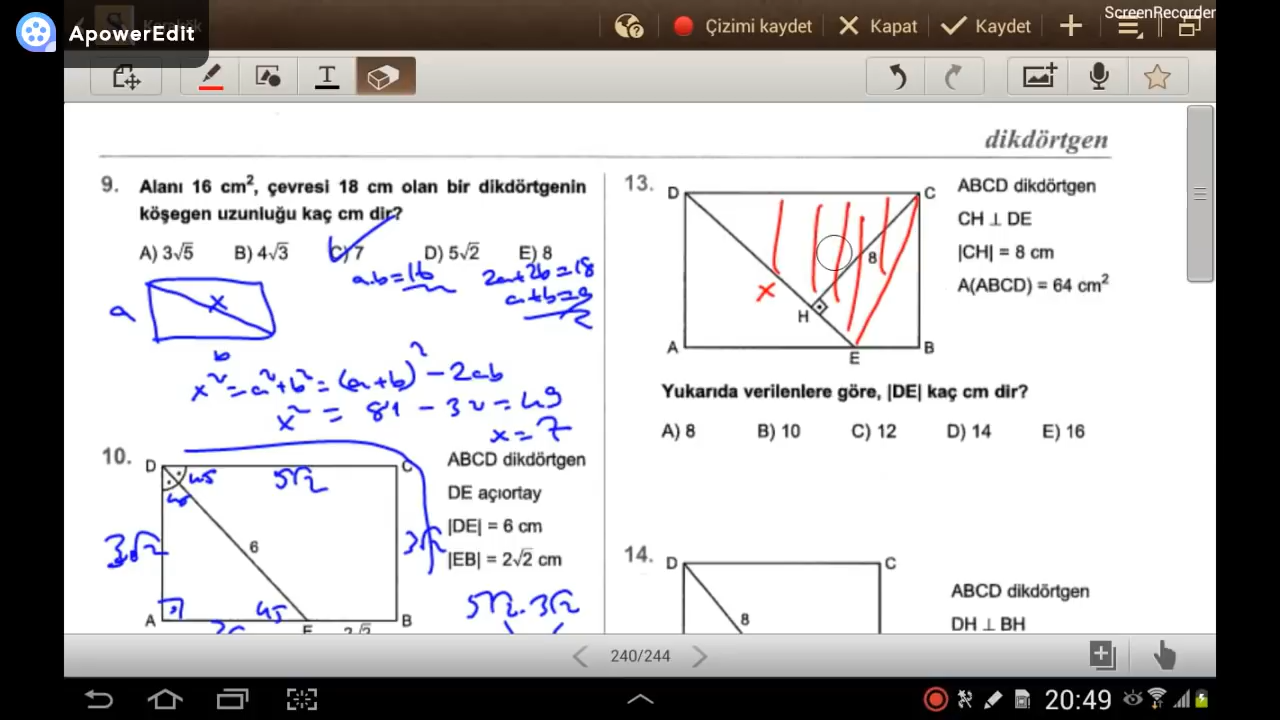 ScreenRecorder
ApowerEdit
Çizimi kaydet
Kapat
Kaydet
T
dikdörtgen
9. Alanı 16 cm², çevresi 18 cm olan bir dikdörtgenin
köşegen uzunluğu kaç cm dir?
A) 3√5 B) 4√3 C) 7 D) 5√2 E) 8
a.b=16 2a+2b=18
a+b=9
a
x
b
x²=a²+b²=(a+b)²-2ab
x² = 81 - 32 = 49
x=7
10. D C
45
45
5√2
3√2
3√2
6
A
45
E
2√2
B
ABCD dikdörtgen
DE açıortay
|DE| = 6 cm
|EB| = 2√2 cm
5√2.3√2
13. D C
8
x
H
A
E
B
ABCD dikdörtgen
CH ⊥ DE
|CH| = 8 cm
A(ABCD) = 64 cm²
Yukarıda verilenlere göre, |DE| kaç cm dir?
A) 8 B) 10 C) 12 D) 14 E) 16
14. D C
8
ABCD dikdörtgen
DH ⊥ BH
240/244
20:49